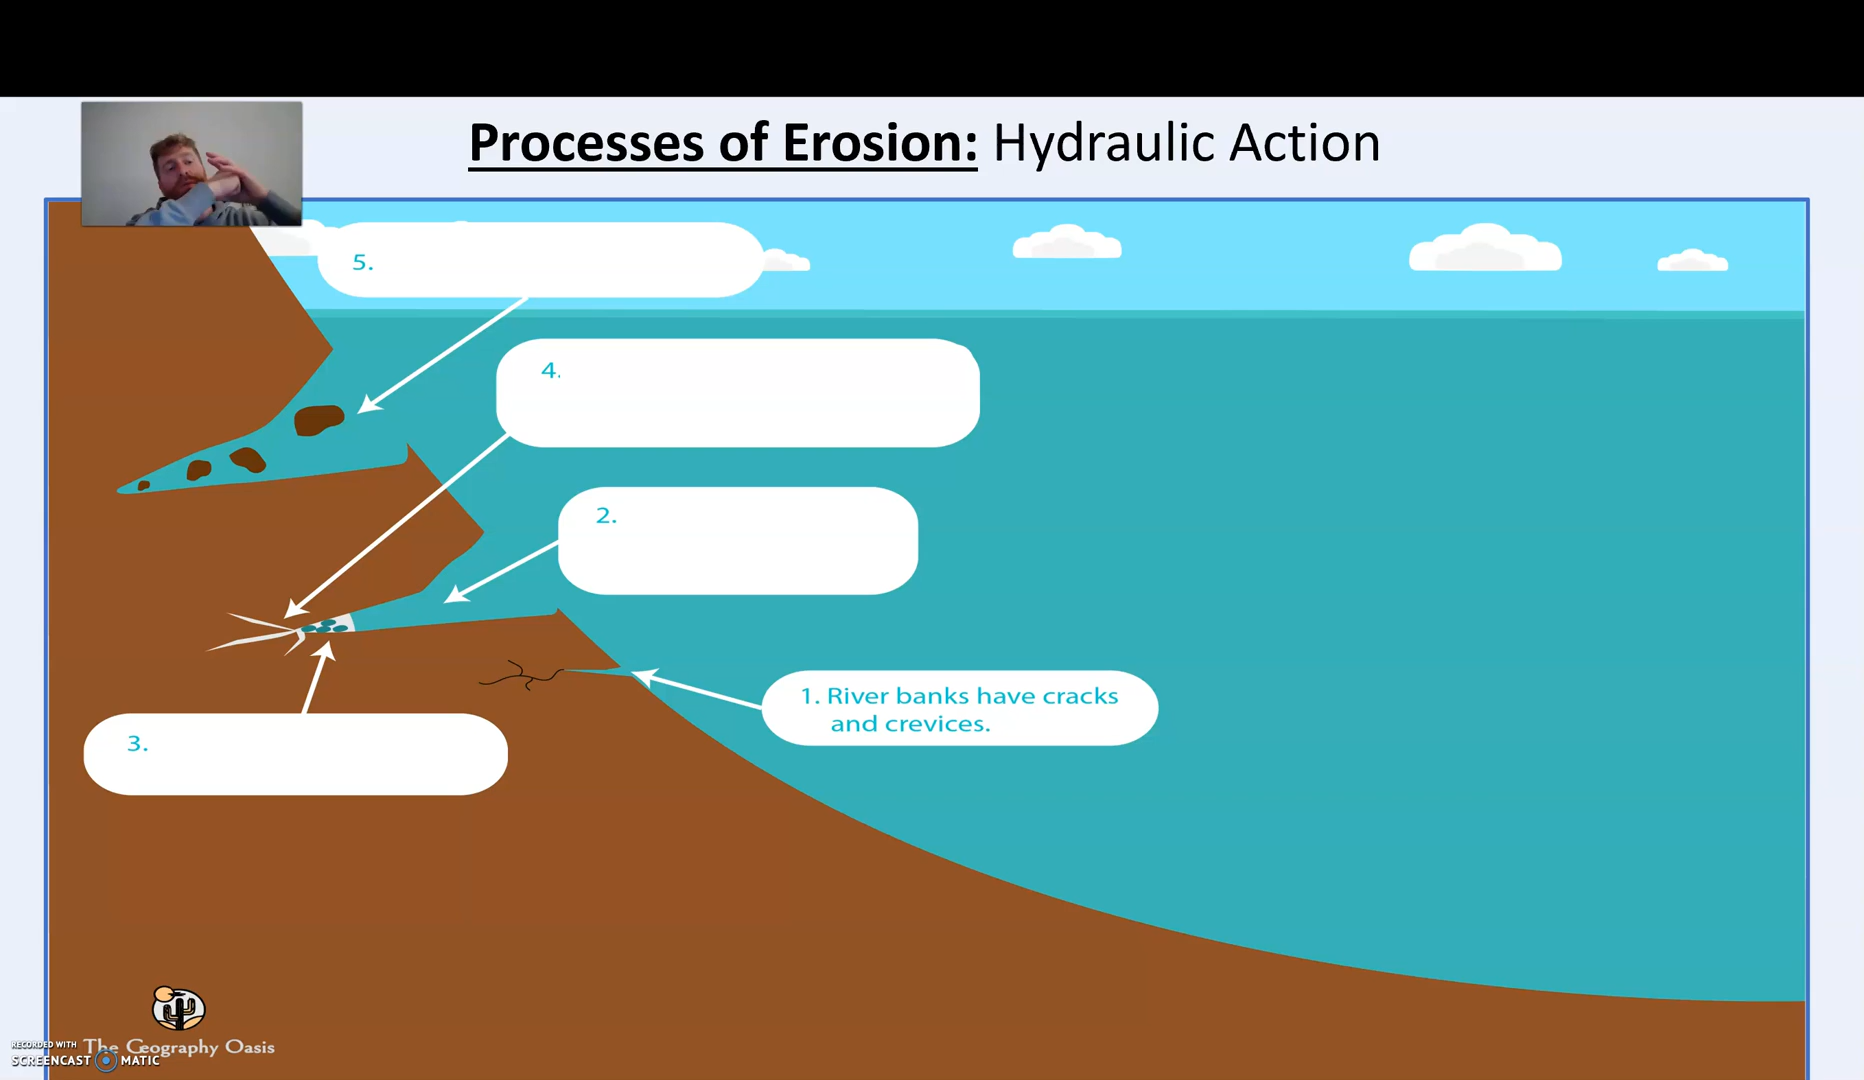 Processes of Erosion: Hydraulic Action
5.
4.
2.
1. River banks have cracks
and crevices.
3.
The Geography Oasis
RECORDED WITH
SCREENCAST MATIC